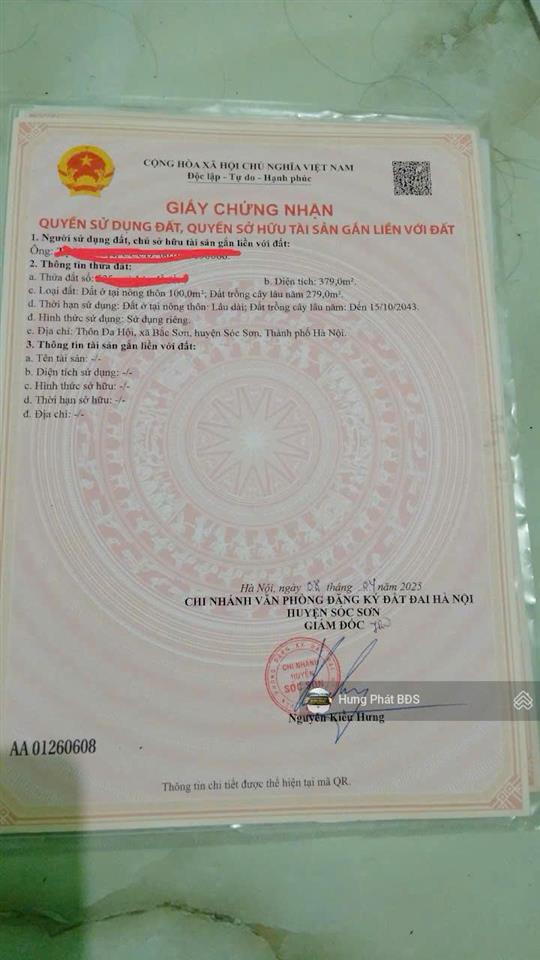 CỘNG HÒA XÃ HỘI CHỦ NGHĨA VIỆT NAM
Độc lập - Tự do - Hạnh phúc
GIẤY CHỨNG NHẬN
QUYỀN SỬ DỤNG ĐẤT, QUYỀN SỞ HỮU TÀI SẢN GẮN LIỀN VỚI ĐẤT
1. Người sử dụng đất, chủ sở hữu tài sản gắn liền với đất:
Ông:
2. Thông tin thửa đất:
a. Thửa đất số: b. Diện tích: 379,0m².
c. Loại đất: Đất ở tại nông thôn 100,0m²; Đất trồng cây lâu năm 279,0m².
d. Thời hạn sử dụng: Đất ở tại nông thôn: Lâu dài; Đất trồng cây lâu năm: Đến 15/10/2043.
đ. Hình thức sử dụng: Sử dụng riêng.
e. Địa chỉ: Thôn Đa Hội, xã Bắc Sơn, huyện Sóc Sơn, Thành phố Hà Nội.
3. Thông tin tài sản gắn liền với đất:
a. Tên tài sản: -/-
b. Diện tích sử dụng: -/-
c. Hình thức sở hữu: -/-
d. Thời hạn sở hữu: -/-
đ. Địa chỉ: -/-
Hà Nội, ngày 08 tháng 04 năm 2025
CHI NHÁNH VĂN PHÒNG ĐĂNG KÝ ĐẤT ĐAI HÀ NỘI
HUYỆN SÓC SƠN
GIÁM ĐỐC
CHI NHÁNH
HUYỆN
SÓC SƠN
Hưng Phát BĐS
Nguyễn Kiều Hưng
AA 01260608
Thông tin chi tiết được thể hiện tại mã QR.